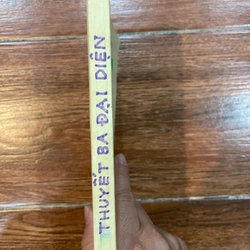 THUYẾT BA ĐẠI DIỆN